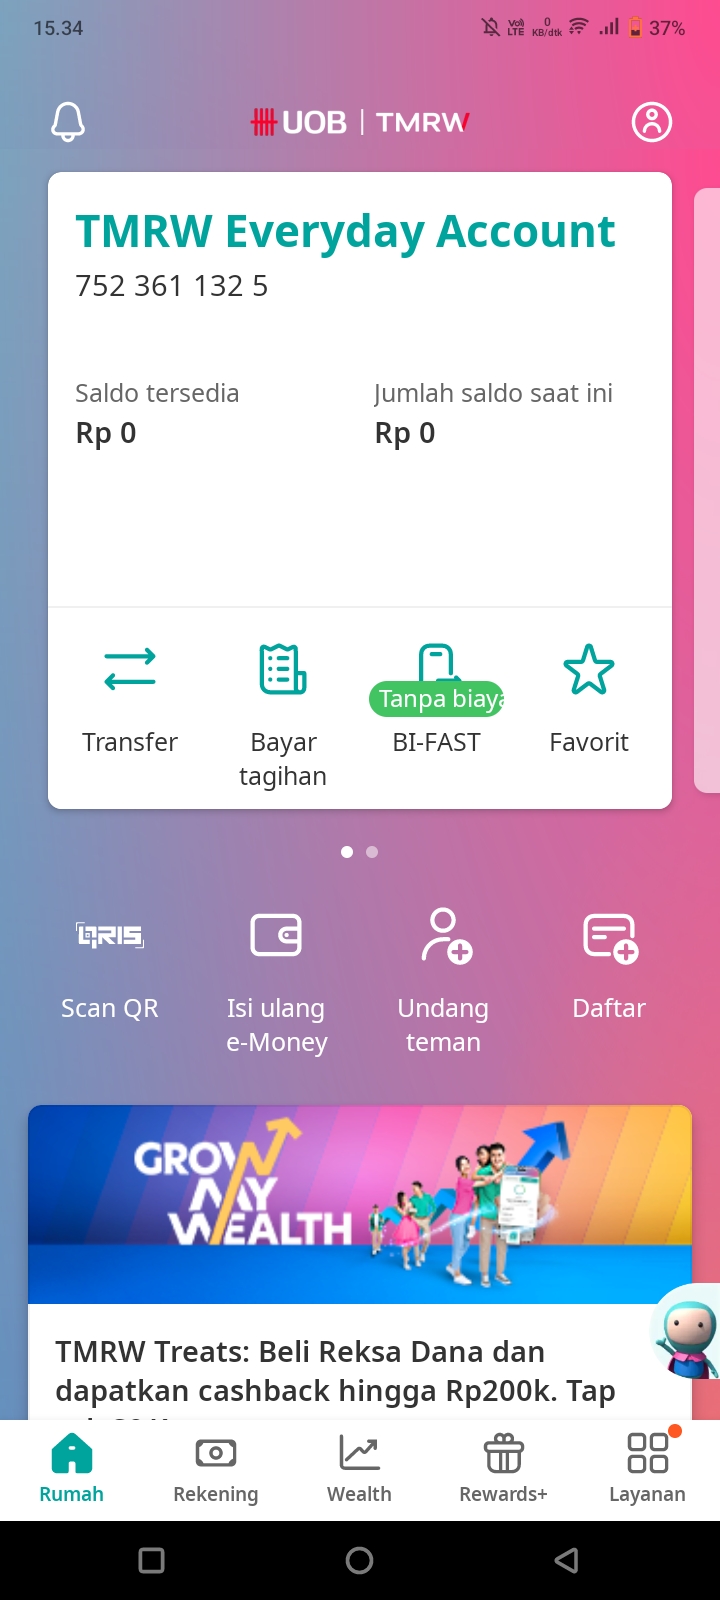 15.34
Vo) LTE
0 KB/dtk
37%
UOB | TMRW
TMRW Everyday Account
752 361 132 5
Saldo tersedia
Jumlah saldo saat ini
Rp 0
Rp 0
Tanpa biaya
Transfer
Bayar tagihan
BI-FAST
Favorit
QRIS
Scan QR
Isi ulang e-Money
Undang teman
Daftar
GROW
MY
WEALTH
TMRW Treats: Beli Reksa Dana dan
dapatkan cashback hingga Rp200k. Tap
Rumah
Rekening
Wealth
Rewards+
Layanan